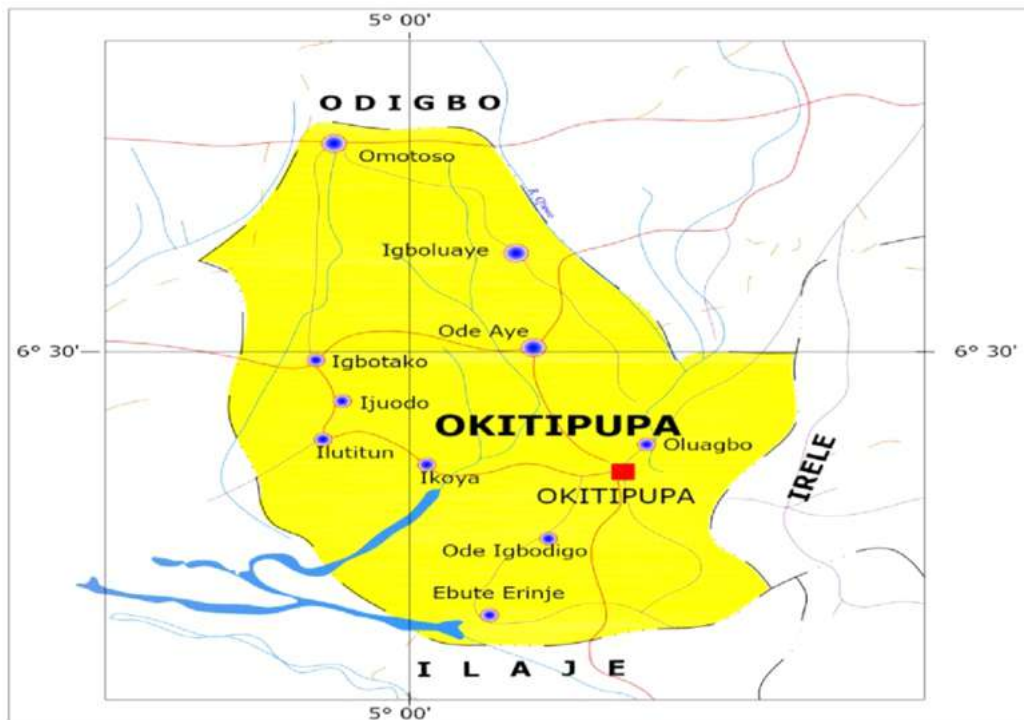 5° 00'
ODIGBO
Omotoso
Igboluaye
Ode Aye
6° 30'
6° 30'
Igbotako
Ijuodo
OKITIPUPA
Oluagbo
Ilutitun
Ikoya
IRELE
OKITIPUPA
Ode Igbodigo
Ebute Erinje
ILAJE
5° 00'